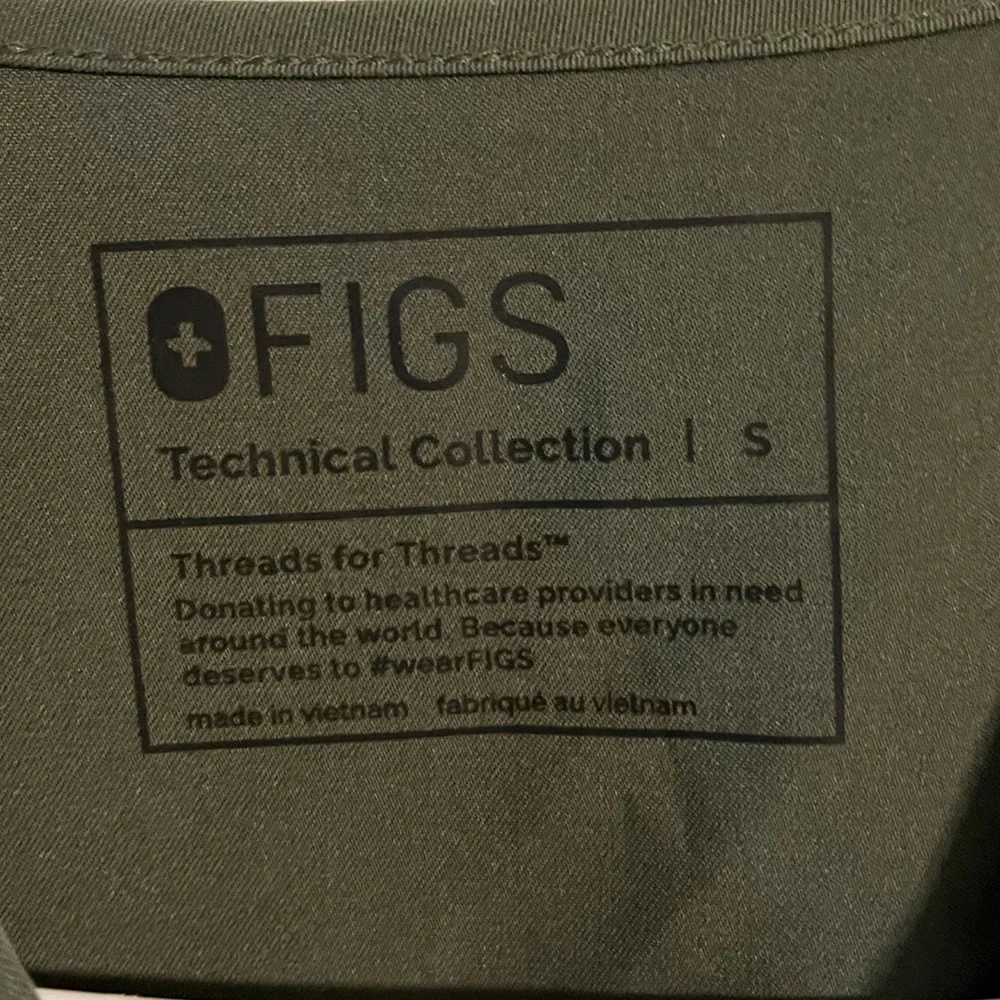 FIGS
Technical Collection | S
Threads for Threads™
Donating to healthcare providers in need
around the world. Because everyone
deserves to #wearFIGS
made in vietnam fabriqué au vietnam